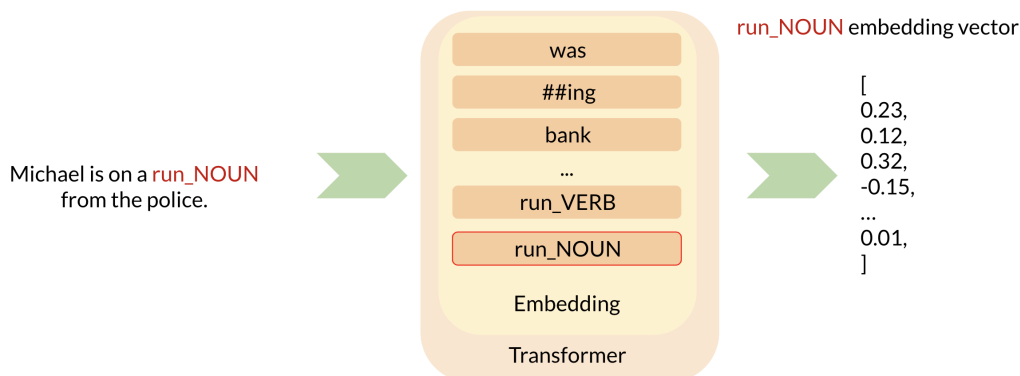 Michael is on a run_NOUN
from the police.
was
##ing
bank
...
run_VERB
run_NOUN
Embedding
Transformer
run_NOUN embedding vector
[
0.23,
0.12,
0.32,
-0.15,
...
0.01,
]